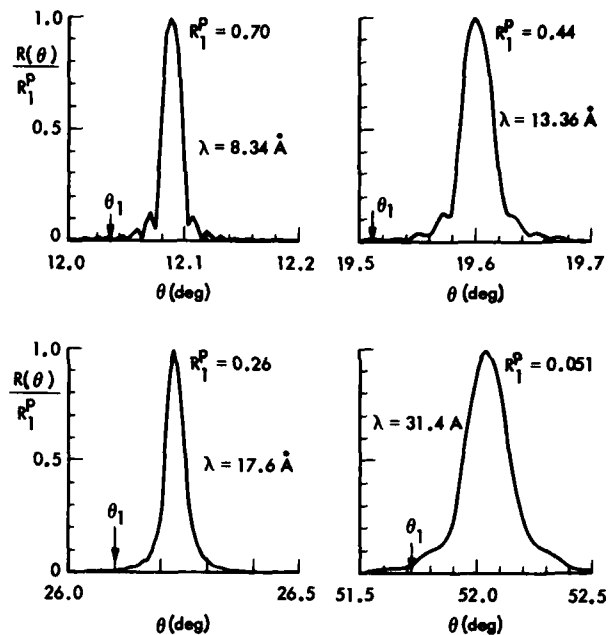 R(θ)
R₁ᴾ
1.0
0.5
0
R₁ᴾ = 0.70
λ = 8.34 Å
θ₁
12.0
12.1
12.2
θ (deg)
R₁ᴾ = 0.44
λ = 13.36 Å
θ₁
19.5
19.6
19.7
θ (deg)
R(θ)
R₁ᴾ
1.0
0.5
0
R₁ᴾ = 0.26
λ = 17.6 Å
θ₁
26.0
26.5
θ (deg)
R₁ᴾ = 0.051
λ = 31.4 A
θ₁
51.5
52.0
52.5
θ (deg)